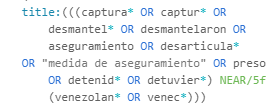 title:(((captura* OR captur* OR
desmantel* OR desmantelaron OR
aseguramiento OR desarticula*
OR "medida de aseguramiento" OR preso
OR detenid* OR detuvier*) NEAR/5f
(venezolan* OR venec*)))